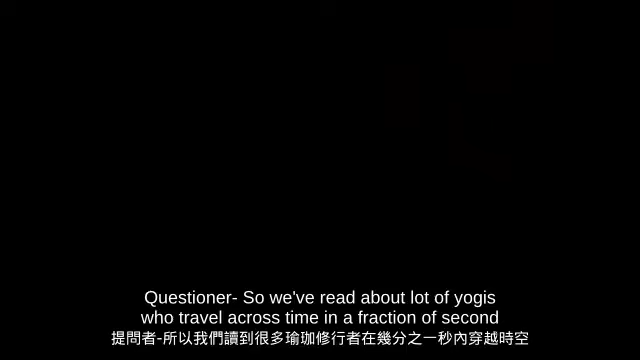 Questioner- So we've read about lot of yogis
who travel across time in a fraction of second
提問者-所以我們讀到很多瑜珈修行者在幾分之一秒內穿越時空